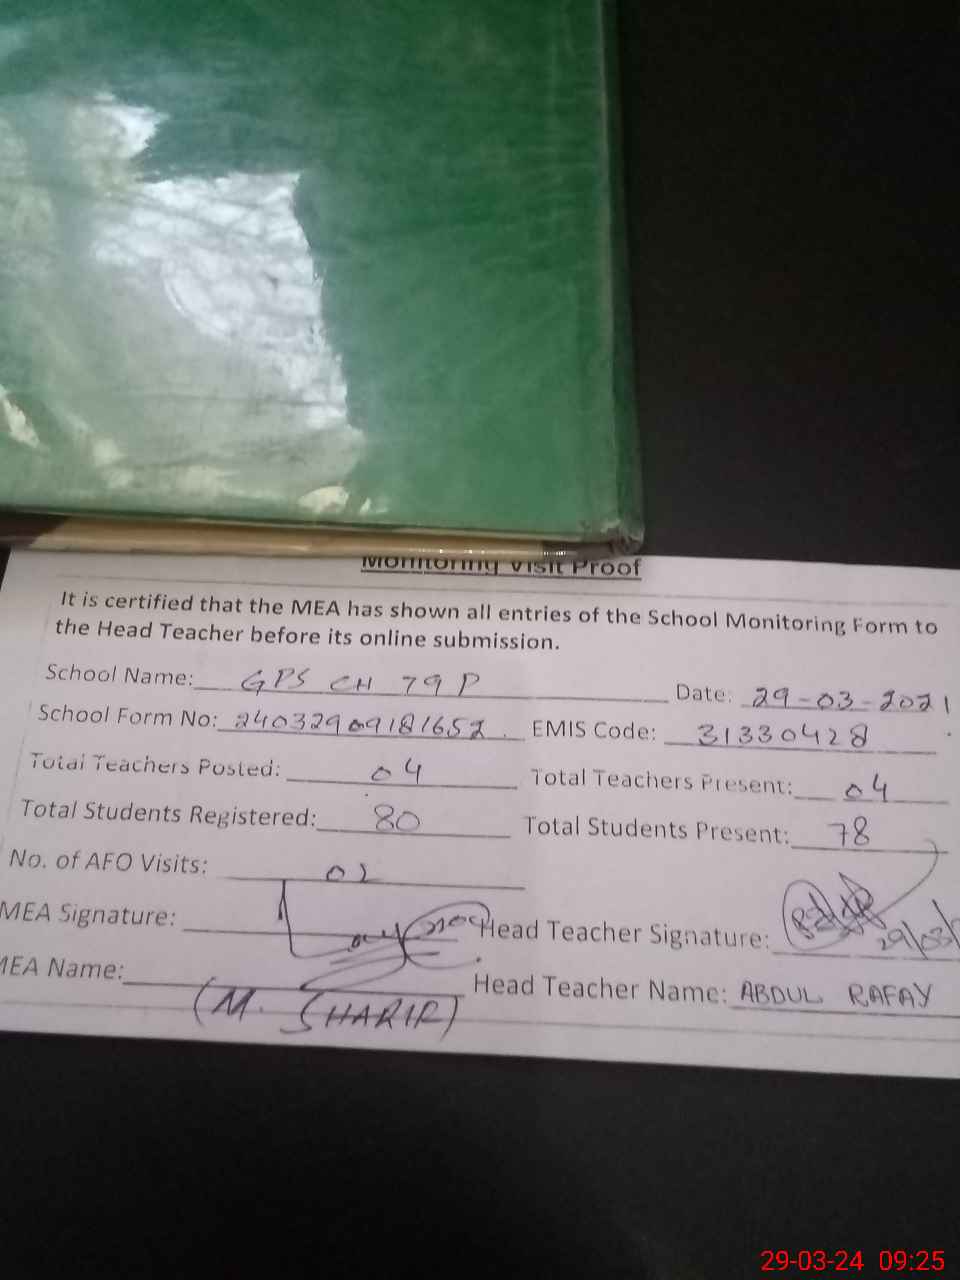 Monitoring Visit Proof
It is certified that the MEA has shown all entries of the School Monitoring Form to
the Head Teacher before its online submission.
School Name: GPS CH 79 P Date: 29-03-2021
School Form No: 24032909181652 EMIS Code: 31330428
Total Teachers Posted: 04 Total Teachers Present: 04
Total Students Registered: 80 Total Students Present: 78
No. of AFO Visits: 02
MEA Signature: Head Teacher Signature: 29/03/
MEA Name: (M. SHARIF) Head Teacher Name: ABDUL RAFAY
29-03-24 09:25